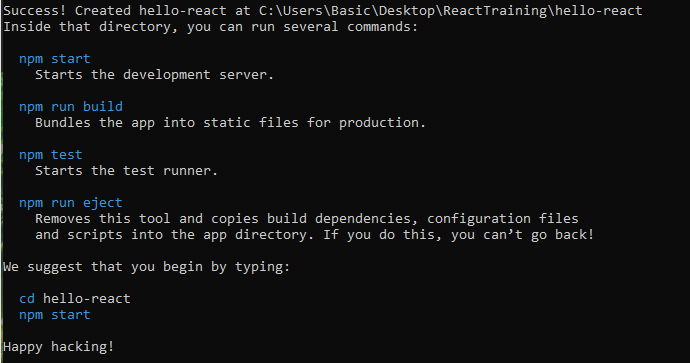 Success! Created hello-react at C:\Users\Basic\Desktop\ReactTraining\hello-react
Inside that directory, you can run several commands:
npm start
Starts the development server.
npm run build
Bundles the app into static files for production.
npm test
Starts the test runner.
npm run eject
Removes this tool and copies build dependencies, configuration files
and scripts into the app directory. If you do this, you can’t go back!
We suggest that you begin by typing:
cd hello-react
npm start
Happy hacking!